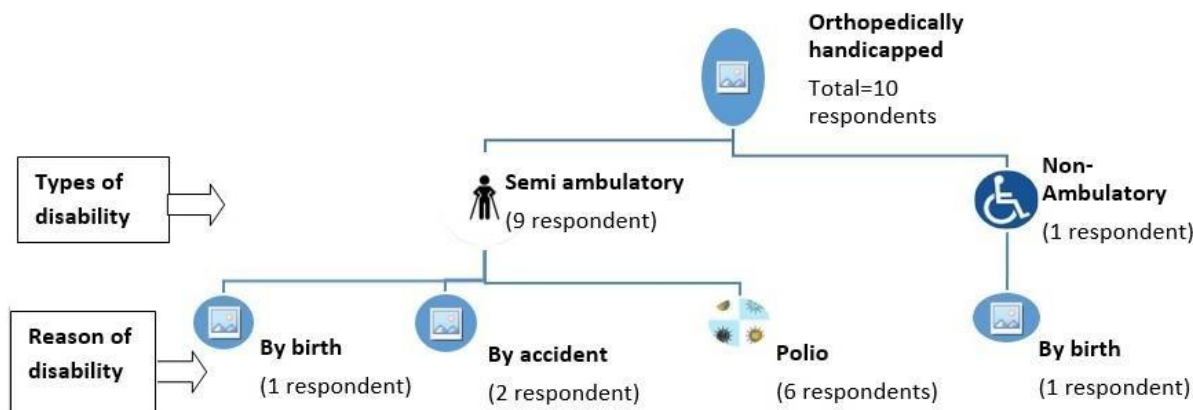 Orthopedically
handicapped
Total=10
respondents
Types of
disability
Semi ambulatory
(9 respondent)
Non-
Ambulatory
(1 respondent)
Reason of
disability
By birth
(1 respondent)
By accident
(2 respondent)
Polio
(6 respondents)
By birth
(1 respondent)